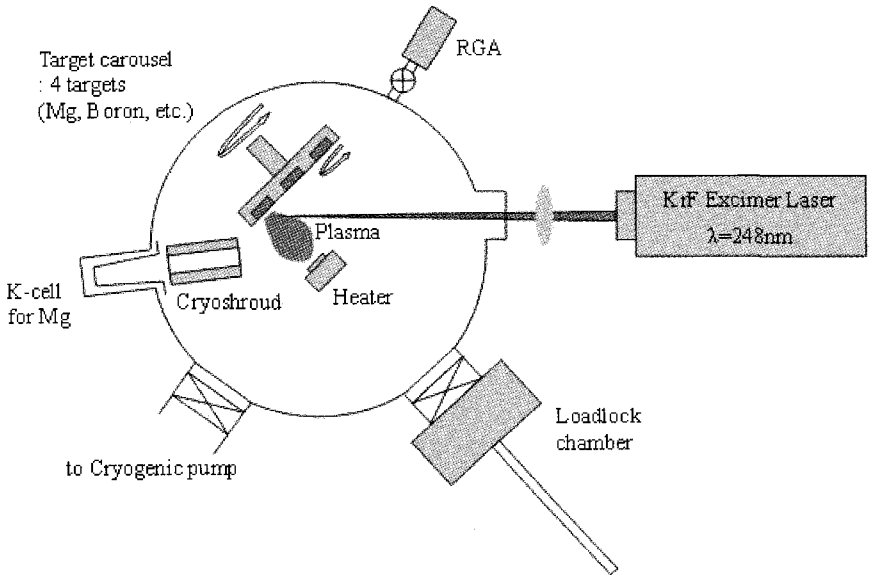 RGA
Target carousel
: 4 targets
(Mg, Boron, etc.)
KrF Excimer Laser
λ=248nm
Plasma
Heater
Cryoshroud
K-cell
for Mg
Loadlock
chamber
to Cryogenic pump